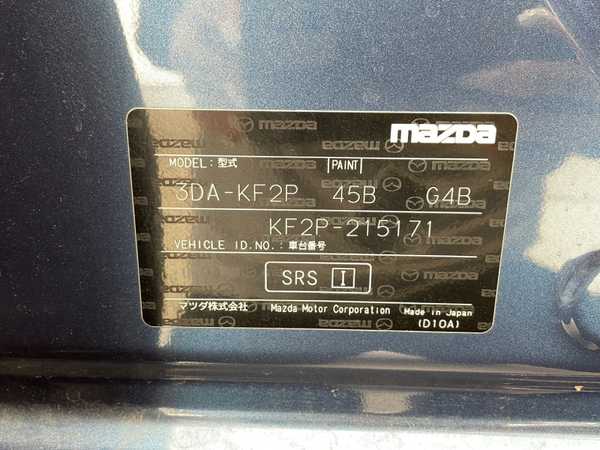 mazda
MODEL: 型式 PAINT
3DA-KF2P 45B G4B
KF2P-215171
VEHICLE ID.NO.: 車台番号
SRS I
マツダ株式会社 Mazda Motor Corporation Made in Japan
(D10A)